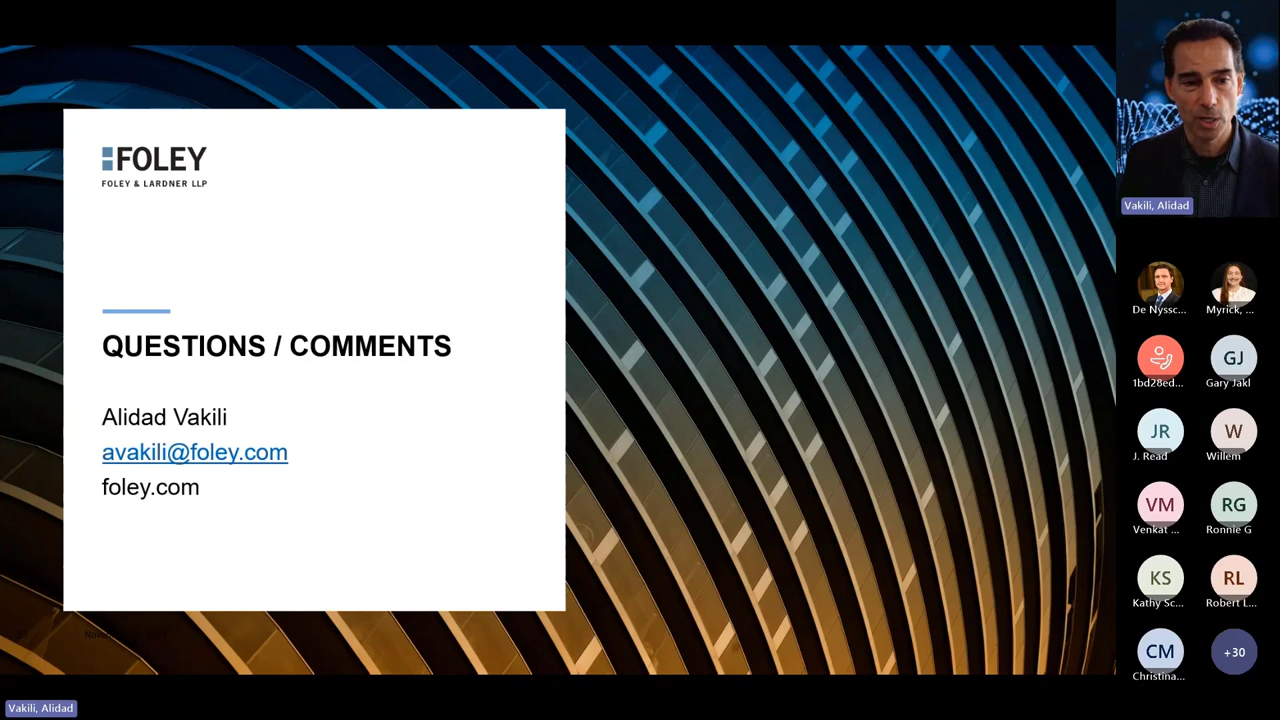 FOLEY
FOLEY & LARDNER LLP
QUESTIONS / COMMENTS
Alidad Vakili
avakili@foley.com
foley.com
Vakili, Alidad
De Nyssc...
Myrick, ...
1bd28ed...
GJ
Gary Jakl
JR
J. Read
W
Willem
VM
Venkat ...
RG
Ronnie G
KS
Kathy Sc...
RL
Robert L...
CM
Christina...
+30
Vakili, Alidad